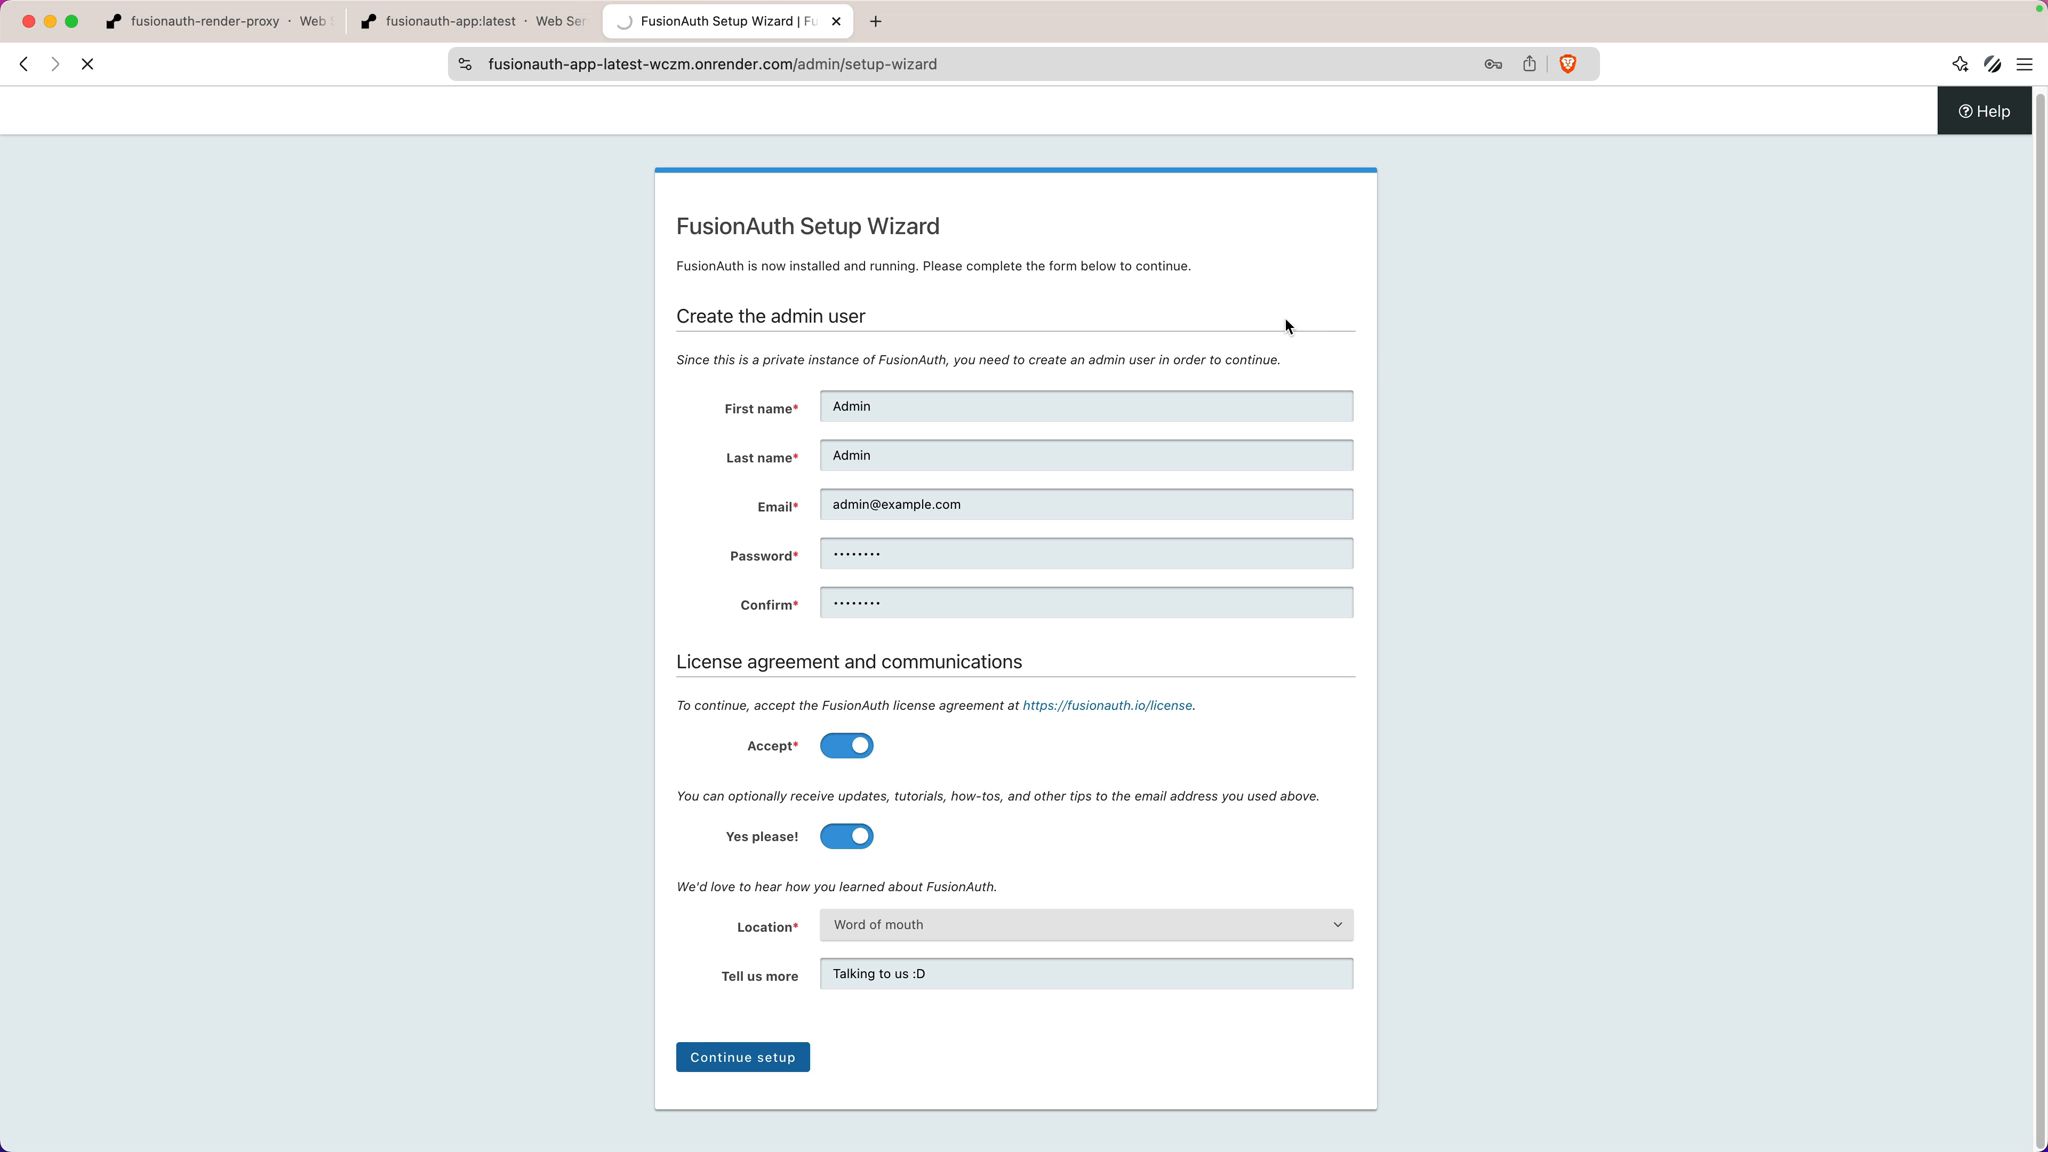 fusionauth-render-proxy · Web S
fusionauth-app:latest · Web Ser
FusionAuth Setup Wizard | Fu
fusionauth-app-latest-wczm.onrender.com/admin/setup-wizard
Help
FusionAuth Setup Wizard
FusionAuth is now installed and running. Please complete the form below to continue.
Create the admin user
Since this is a private instance of FusionAuth, you need to create an admin user in order to continue.
First name* Admin
Last name* Admin
Email* admin@example.com
Password* ••••••••
Confirm* ••••••••
License agreement and communications
To continue, accept the FusionAuth license agreement at https://fusionauth.io/license.
Accept*
You can optionally receive updates, tutorials, how-tos, and other tips to the email address you used above.
Yes please!
We'd love to hear how you learned about FusionAuth.
Location* Word of mouth
Tell us more Talking to us :D
Continue setup